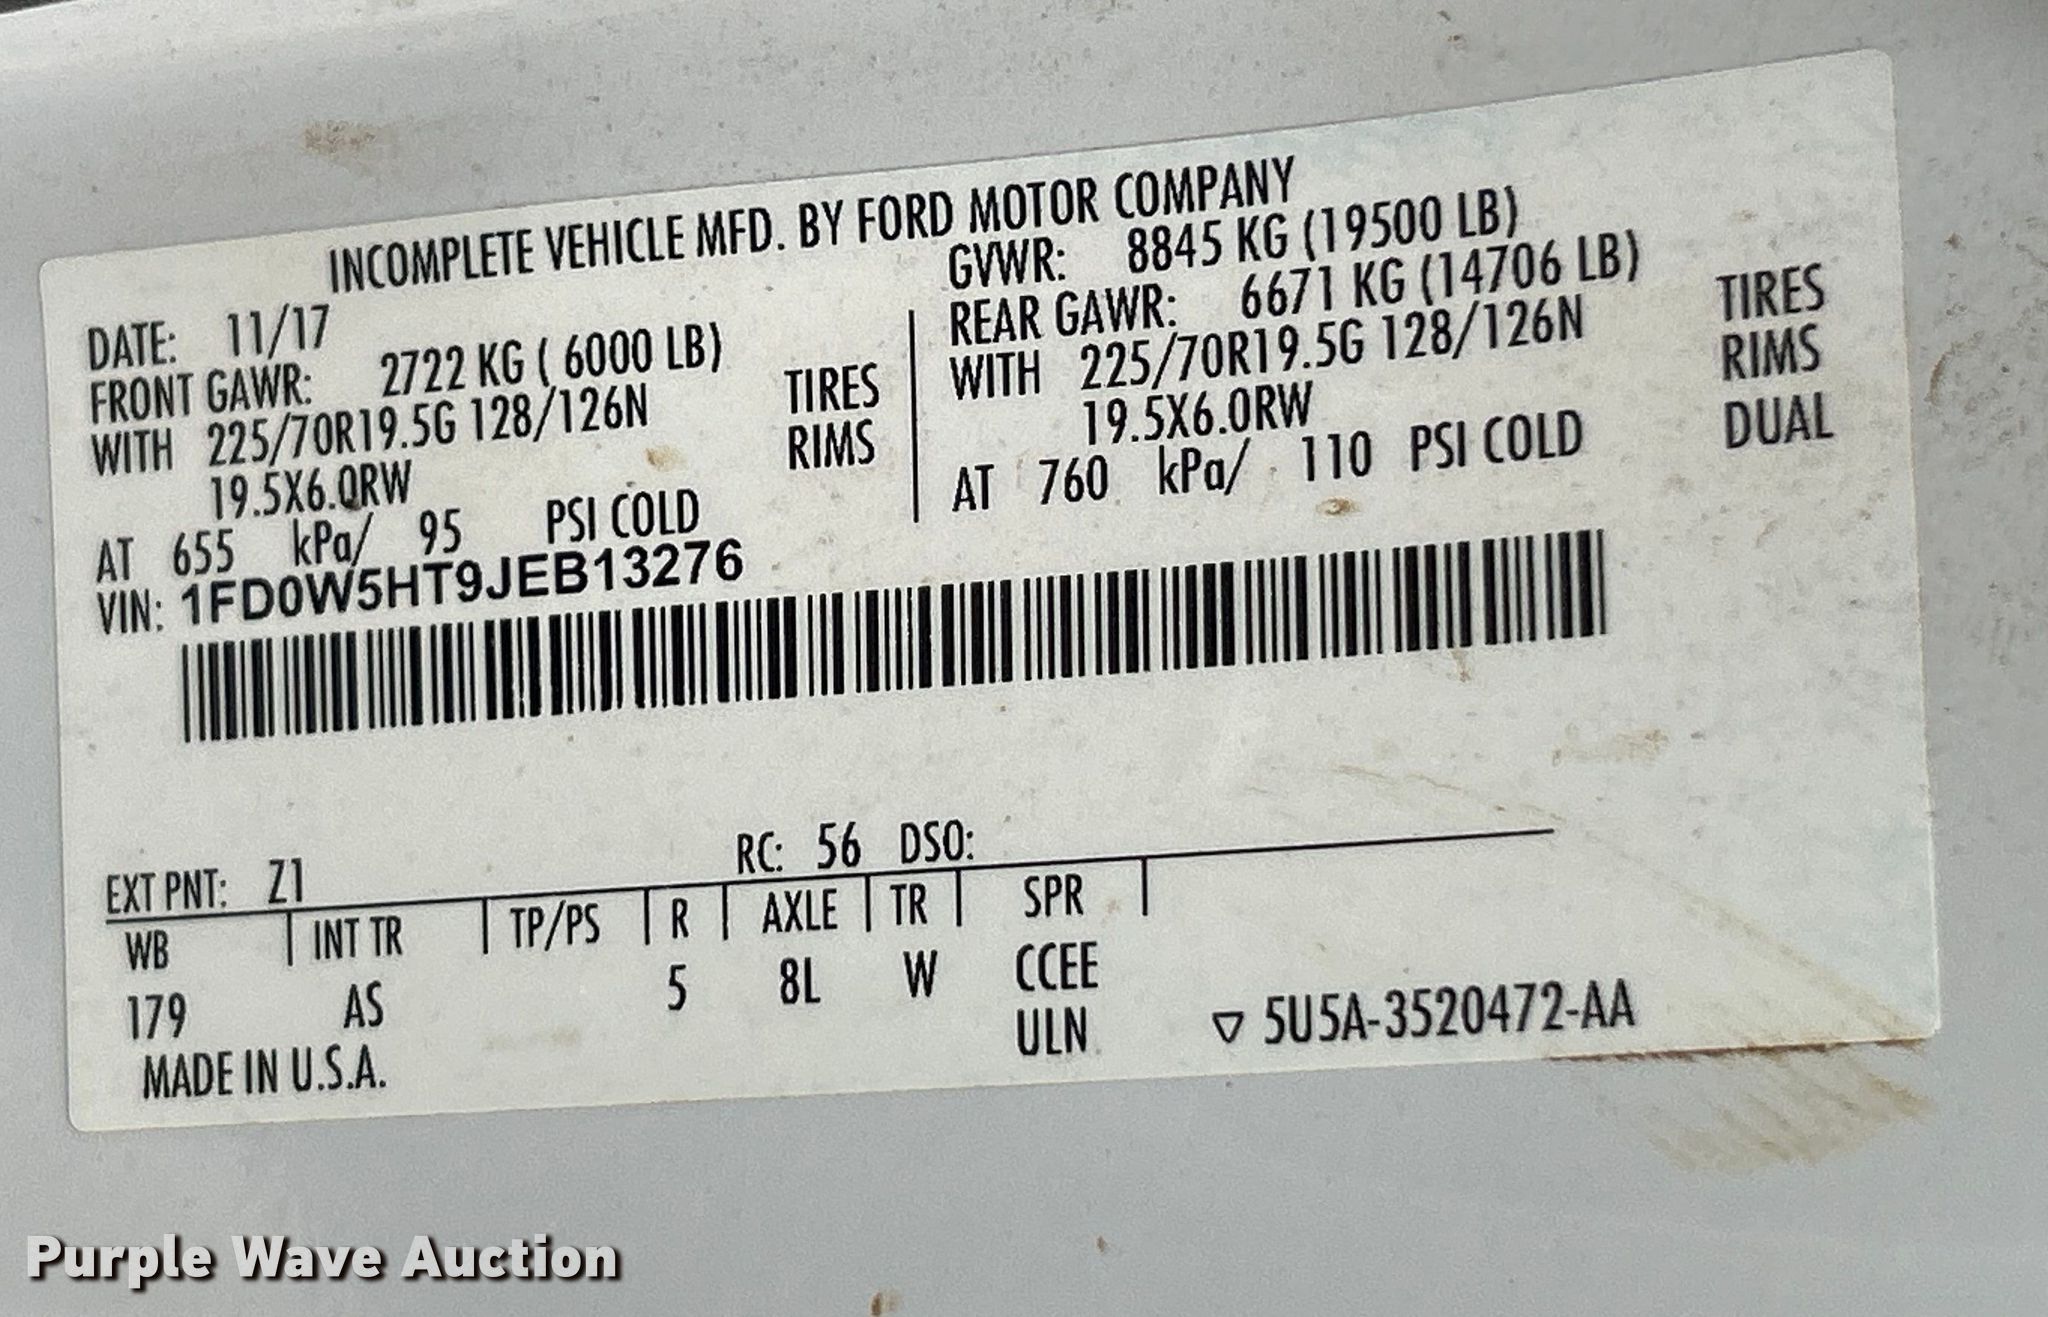 INCOMPLETE VEHICLE MFD. BY FORD MOTOR COMPANY
DATE: 11/17 GVWR: 8845 KG (19500 LB)
FRONT GAWR: 2722 KG ( 6000 LB) REAR GAWR: 6671 KG (14706 LB)
WITH 225/70R19.5G 128/126N TIRES WITH 225/70R19.5G 128/126N TIRES
19.5X6.0RW RIMS 19.5X6.0RW RIMS
AT 655 kPa/ 95 PSI COLD AT 760 kPa/ 110 PSI COLD DUAL
VIN: 1FD0W5HT9JEB13276
EXT PNT: Z1 RC: 56 DSO:
WB INT TR TP/PS R AXLE TR SPR
179 AS 5 8L W CCEE
ULN ▽ 5U5A-3520472-AA
MADE IN U.S.A.
Purple Wave Auction